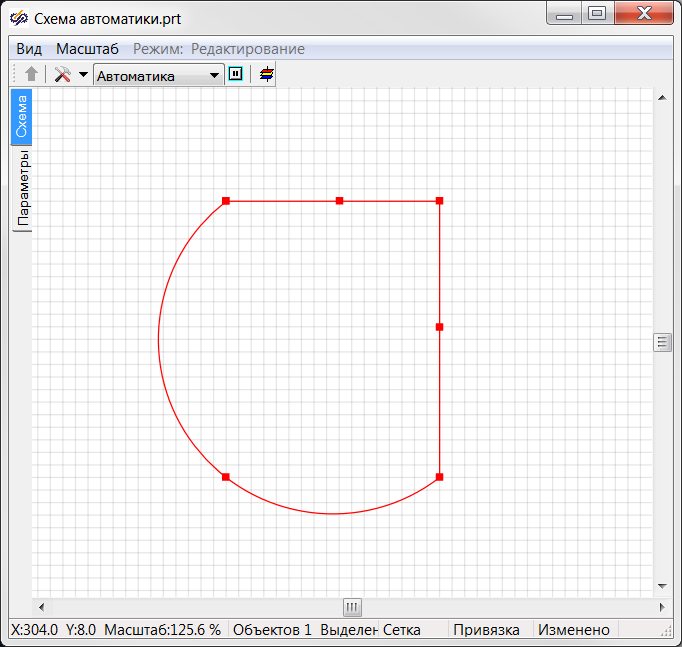 Схема автоматики.prt
Вид Масштаб Режим: Редактирование
Автоматика
Схема
Параметры
X:304.0 Y:8.0 Масштаб:125.6 % Объектов 1 Выделен Сетка Привязка Изменено